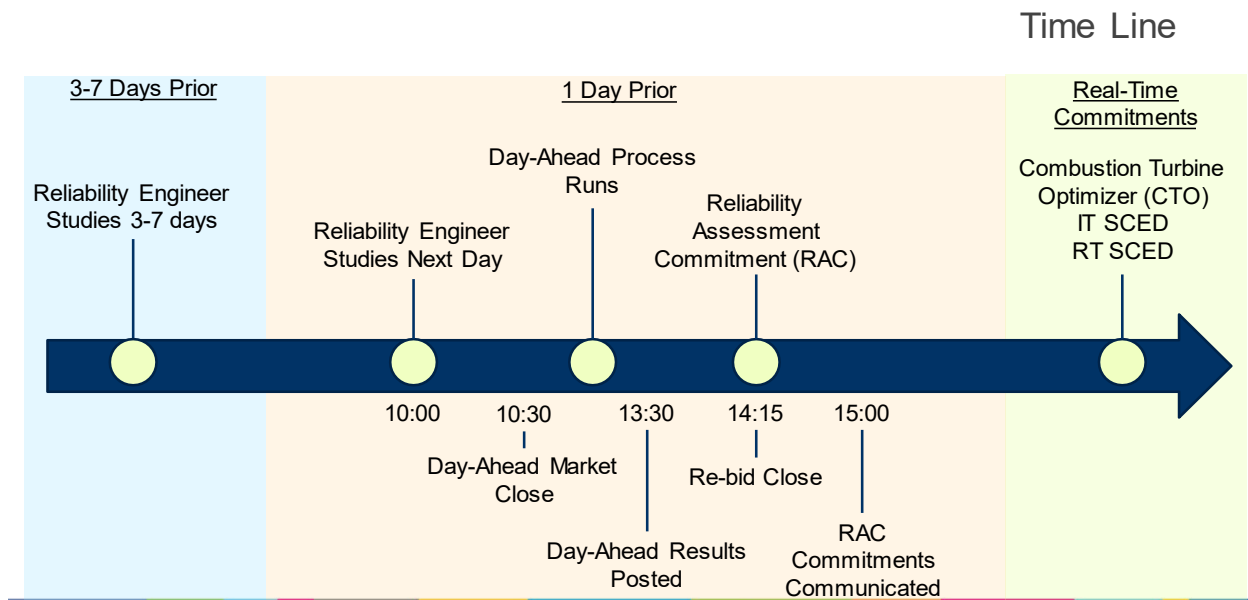 Time Line
3-7 Days Prior
1 Day Prior
Real-Time
Commitments
Reliability Engineer
Studies 3-7 days
Reliability Engineer
Studies Next Day
Day-Ahead Process
Runs
Reliability
Assessment
Commitment (RAC)
Combustion Turbine
Optimizer (CTO)
IT SCED
RT SCED
10:00
10:30
13:30
14:15
15:00
Day-Ahead Market
Close
Day-Ahead Results
Posted
Re-bid Close
RAC
Commitments
Communicated